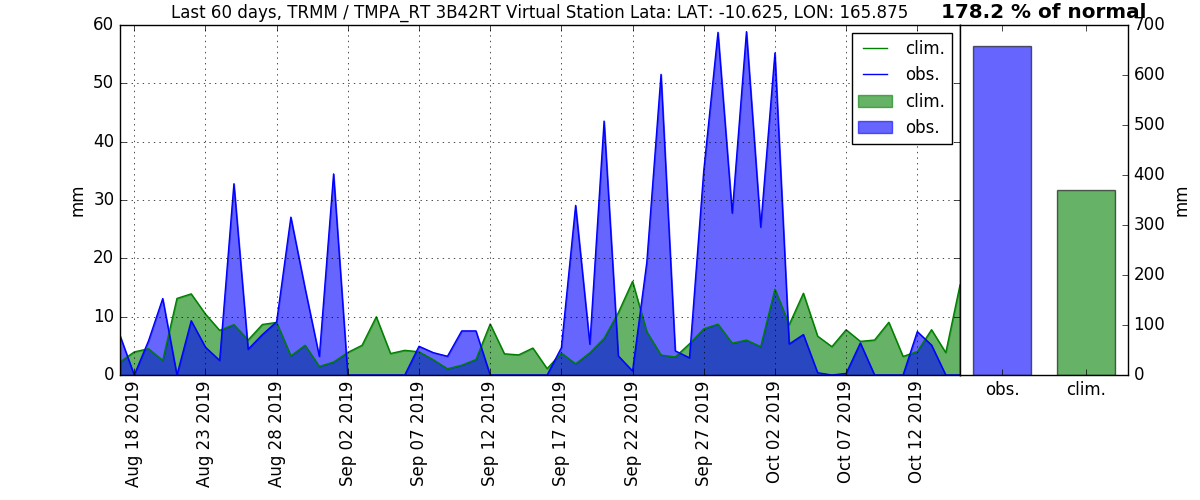 Last 60 days, TRMM / TMPA_RT 3B42RT Virtual Station Lata: LAT: -10.625, LON: 165.875
178.2 % of normal
60
50
40
30
20
10
0
mm
clim.
obs.
clim.
obs.
700
600
500
400
300
200
100
0
mm
Aug 18 2019
Aug 23 2019
Aug 28 2019
Sep 02 2019
Sep 07 2019
Sep 12 2019
Sep 17 2019
Sep 22 2019
Sep 27 2019
Oct 02 2019
Oct 07 2019
Oct 12 2019
obs.
clim.